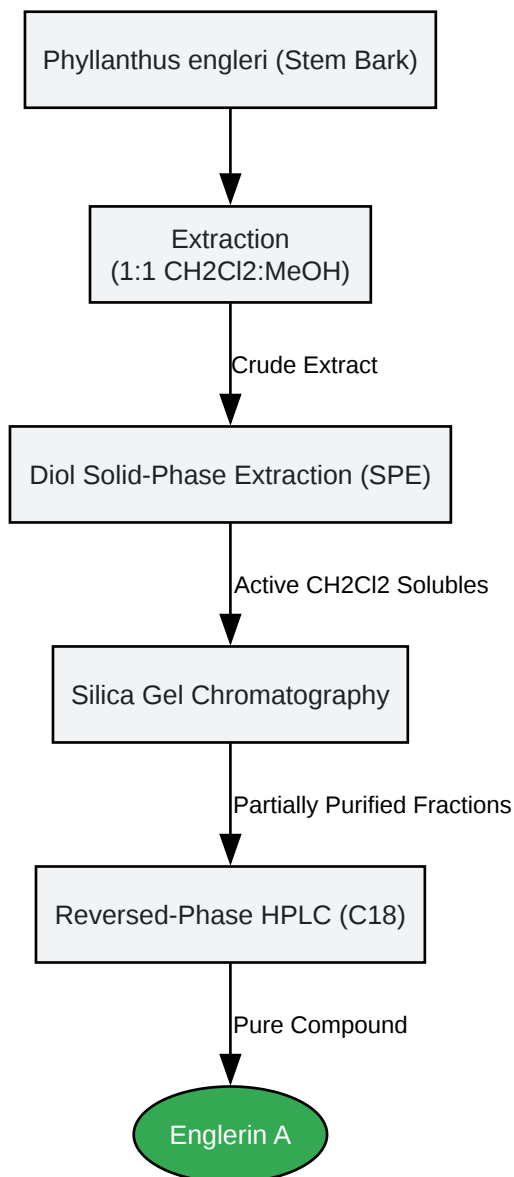 Phyllanthus engleri (Stem Bark)
Extraction
(1:1 CH2Cl2:MeOH)
Crude Extract
Diol Solid-Phase Extraction (SPE)
Active CH2Cl2 Solubles
Silica Gel Chromatography
Partially Purified Fractions
Reversed-Phase HPLC (C18)
Pure Compound
Englerin A